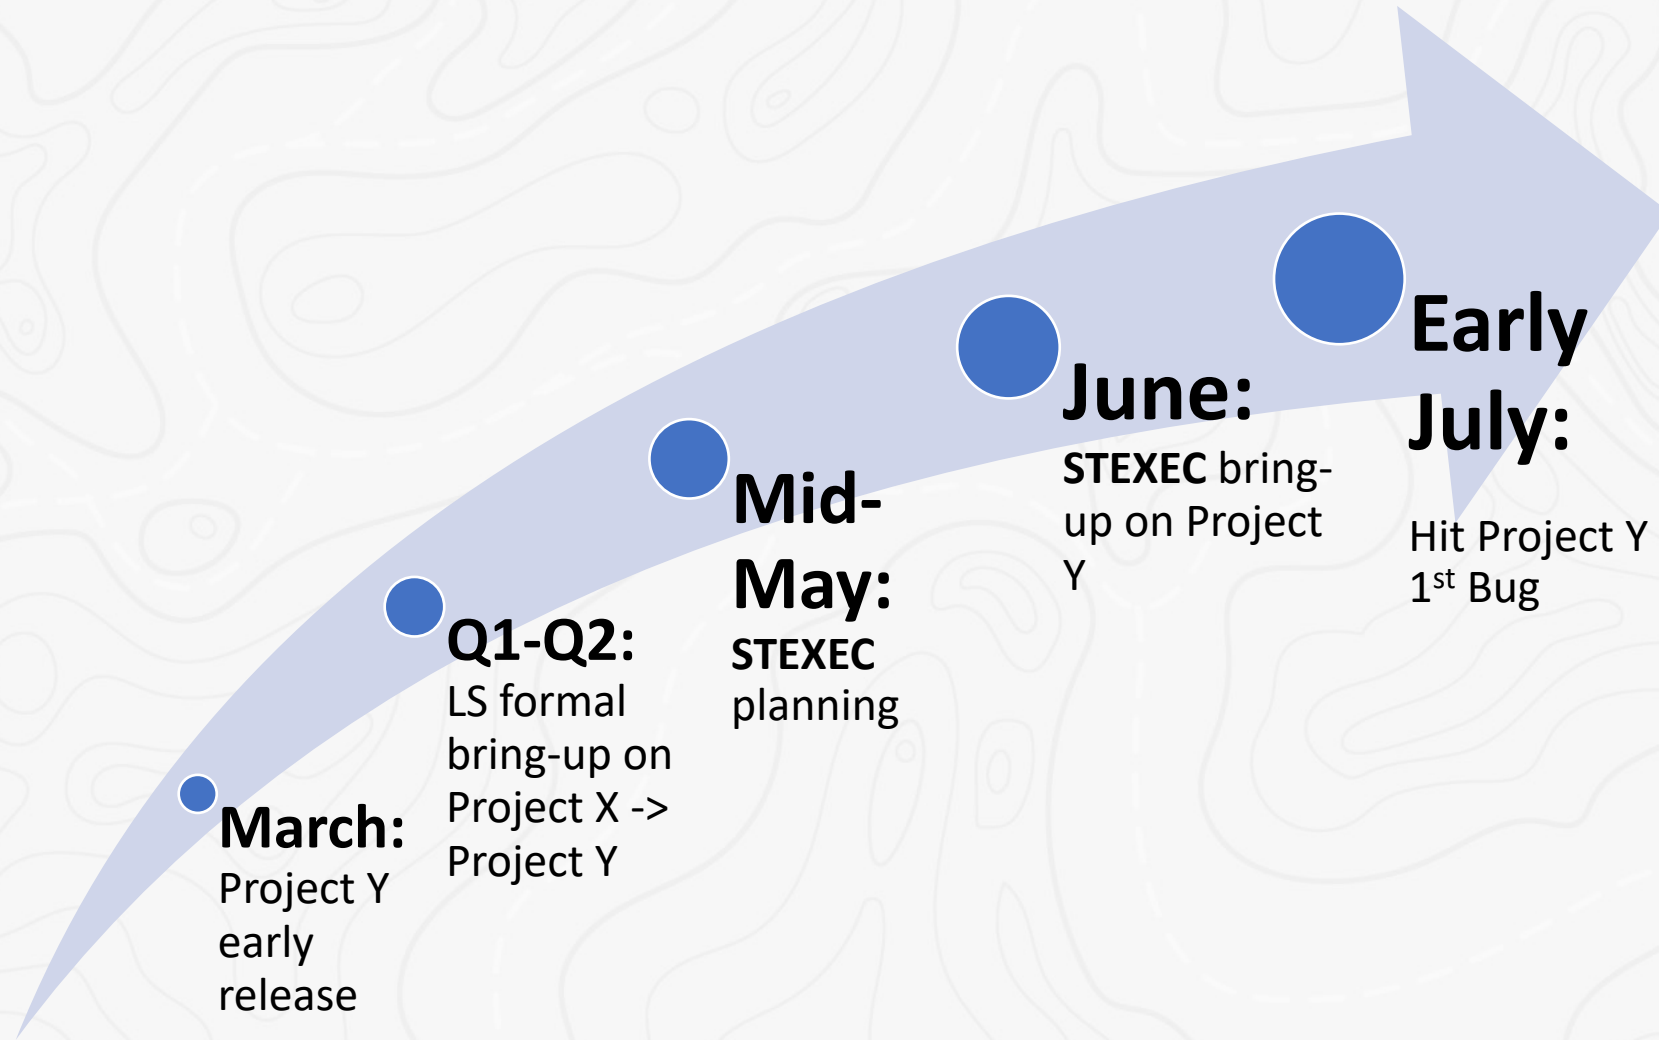 March:
Project Y
early
release
Q1-Q2:
LS formal
bring-up on
Project X ->
Project Y
Mid-
May:
STEXEC
planning
June:
STEXEC bring-
up on Project
Y
Early
July:
Hit Project Y
1st Bug